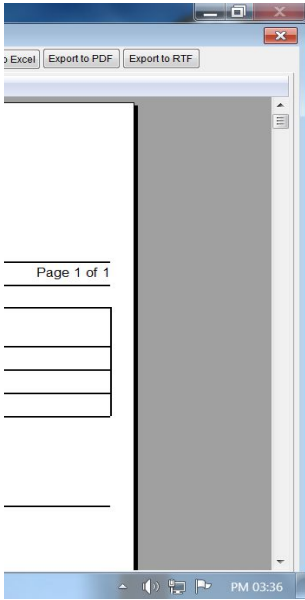 Excel
Export to PDF
Export to RTF
Page 1 of 1
PM 03:36